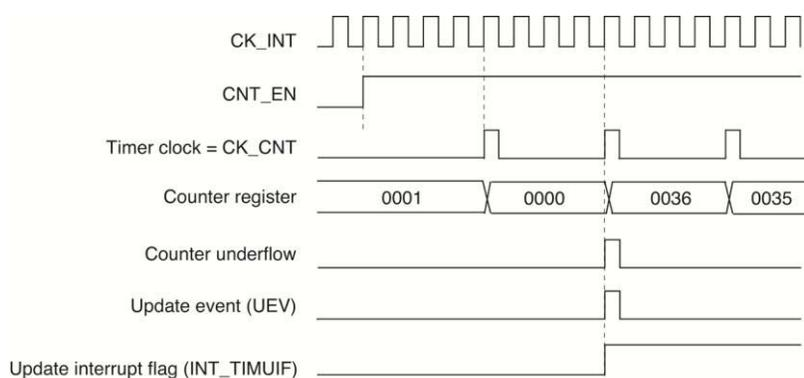 CK_INT
CNT_EN
Timer clock = CK_CNT
Counter register 0001 0000 0036 0035
Counter underflow
Update event (UEV)
Update interrupt flag (INT_TIMUIF)